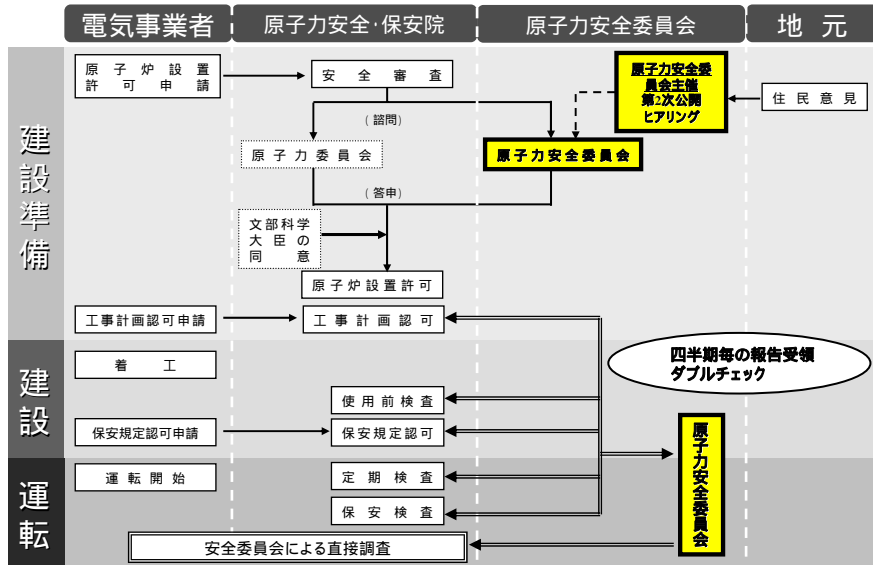 電気事業者
原子力安全・保安院
原子力安全委員会
地元
建設準備
原子炉設置
許可申請
安全審査
原子力安全委
員会主催
第2次公開
ヒアリング
住民意見
(諮問)
原子力委員会
原子力安全委員会
(答申)
文部科学
大臣の
同意
原子炉設置許可
工事計画認可申請
工事計画認可
建設
着工
四半期毎の報告受領
ダブルチェック
使用前検査
保安規定認可申請
保安規定認可
原子力安全委員会
運転
運転開始
定期検査
保安検査
安全委員会による直接調査